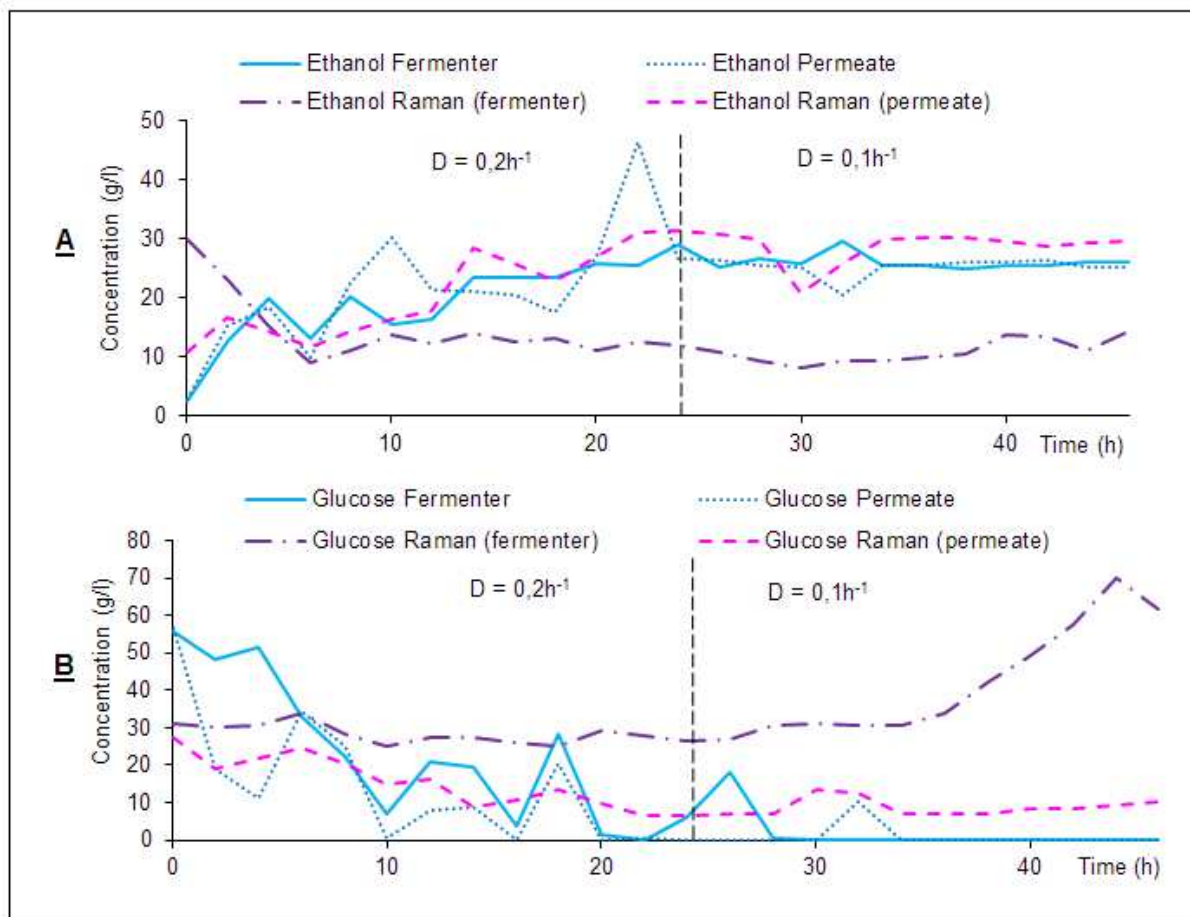 Ethanol Fermenter Ethanol Permeate
Ethanol Raman (fermenter) Ethanol Raman (permeate)
50
D = 0,2h-1 D = 0,1h-1
40
30
A
Concentration (g/l)
20
10
0
0 10 20 30 40 Time (h)
Glucose Fermenter Glucose Permeate
Glucose Raman (fermenter) Glucose Raman (permeate)
80
70
D = 0,2h-1 D = 0,1h-1
60
50
B
Concentration (g/l)
40
30
20
10
0
0 10 20 30 40 Time (h)